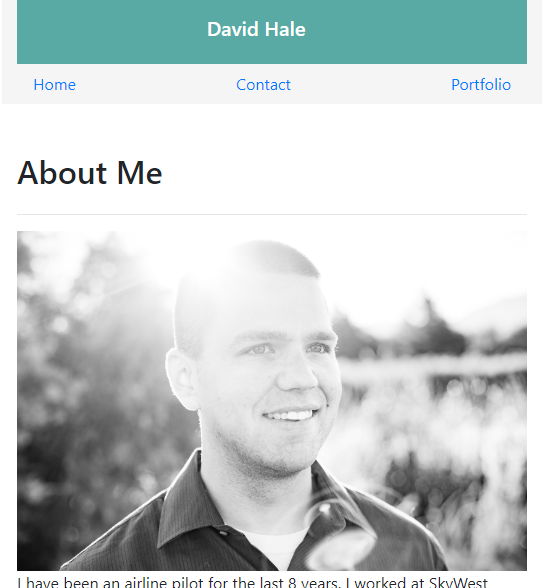 David Hale
Home Contact Portfolio
About Me
I have been an airline pilot for the last 8 years. I worked at SkyWest